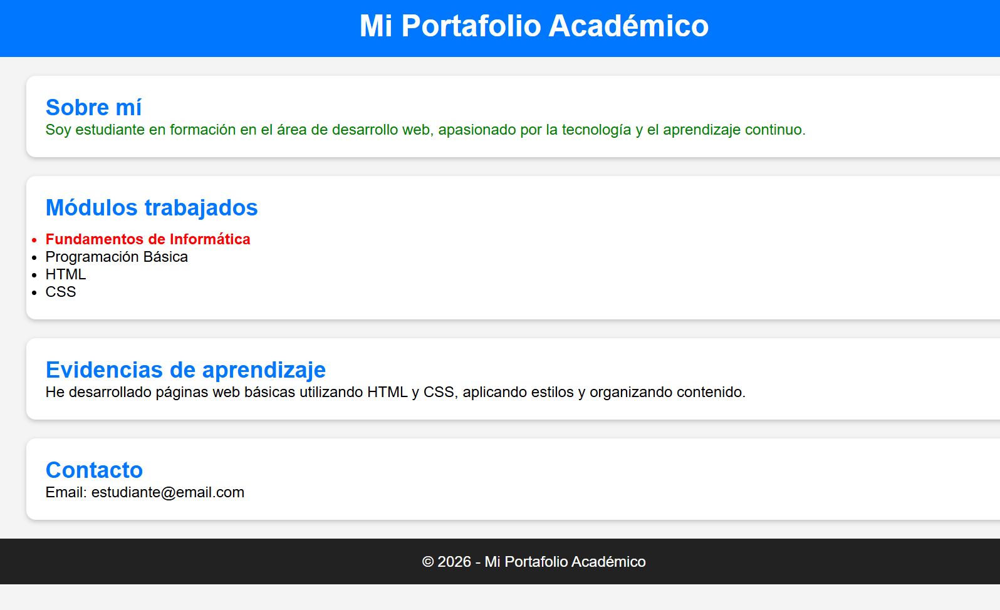 Mi Portafolio Académico
Sobre mí
Soy estudiante en formación en el área de desarrollo web, apasionado por la tecnología y el aprendizaje continuo.
Módulos trabajados
• Fundamentos de Informática
• Programación Básica
• HTML
• CSS
Evidencias de aprendizaje
He desarrollado páginas web básicas utilizando HTML y CSS, aplicando estilos y organizando contenido.
Contacto
Email: estudiante@email.com
© 2026 - Mi Portafolio Académico